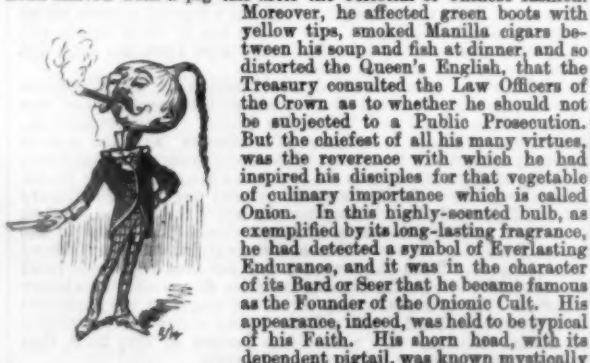 Moreover, he affected green boots with
yellow tips, smoked Manilla cigars be-
tween his soup and fish at dinner, and so
distorted the Queen's English, that the
Treasury consulted the Law Officers of
the Crown as to whether he should not
be subjected to a Public Prosecution.
But the chiefest of all his many virtues,
was the reverence with which he had
inspired his disciples for that vegetable
of culinary importance which is called
Onion. In this highly-scented bulb, as
exemplified by its long-lasting fragrance,
he had detected a symbol of Everlasting
Endurance, and it was in the character
of its Bard or Seer that he became famous
as the Founder of the Onionic Cult. His
appearance, indeed, was held to be typical
of his Faith. His shorn head, with its
dependent pigtail, was known mystically